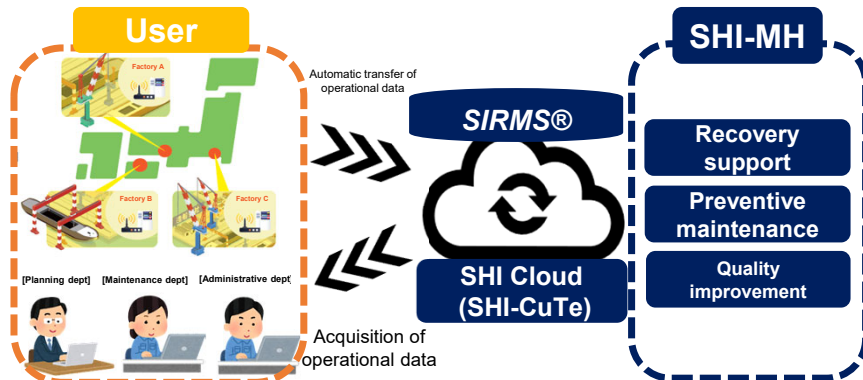 User
Factory A
Factory B
Factory C
[Planning dept]
[Maintenance dept]
[Administrative dept]
Automatic transfer of
operational data
Acquisition of
operational data
SIRMS®
SHI Cloud
(SHI-CuTe)
SHI-MH
Recovery
support
Preventive
maintenance
Quality
improvement